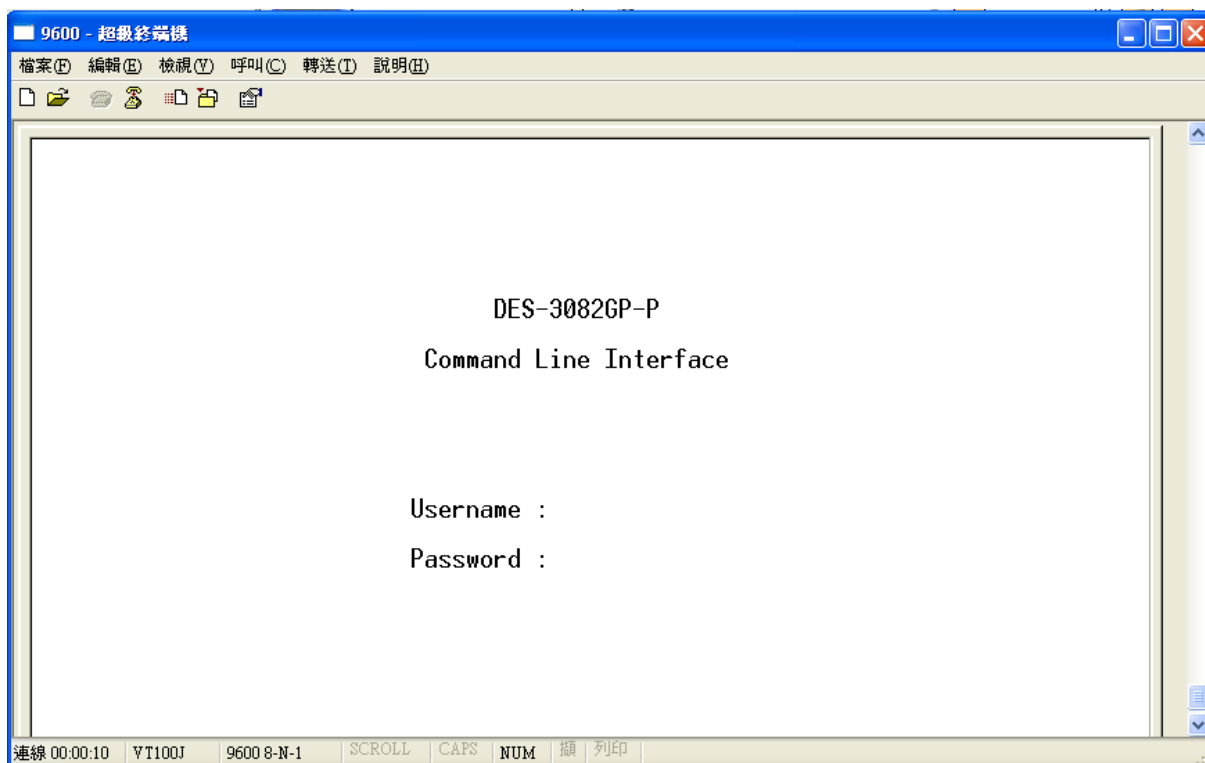 9600 - 超級終端機
檔案(F) 編輯(E) 檢視(V) 呼叫(C) 轉送(T) 說明(H)
DES-3082GP-P
Command Line Interface
Username :
Password :
連線 00:00:10 VT100J 9600 8-N-1 SCROLL CAPS NUM 擷 列印